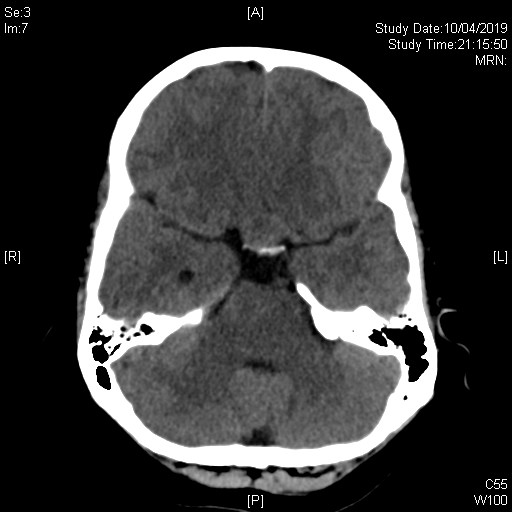 Se:3
Im:7
[A]
Study Date:10/04/2019
Study Time:21:15:50
MRN:
[R]
[L]
[P]
C55
W100